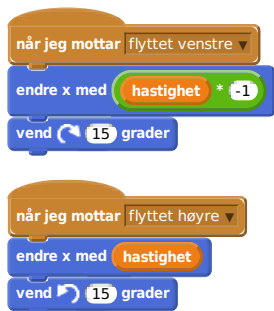 når jeg mottar flyttet venstre
endre x med hastighet * -1
vend 15 grader
når jeg mottar flyttet høyre
endre x med hastighet
vend 15 grader